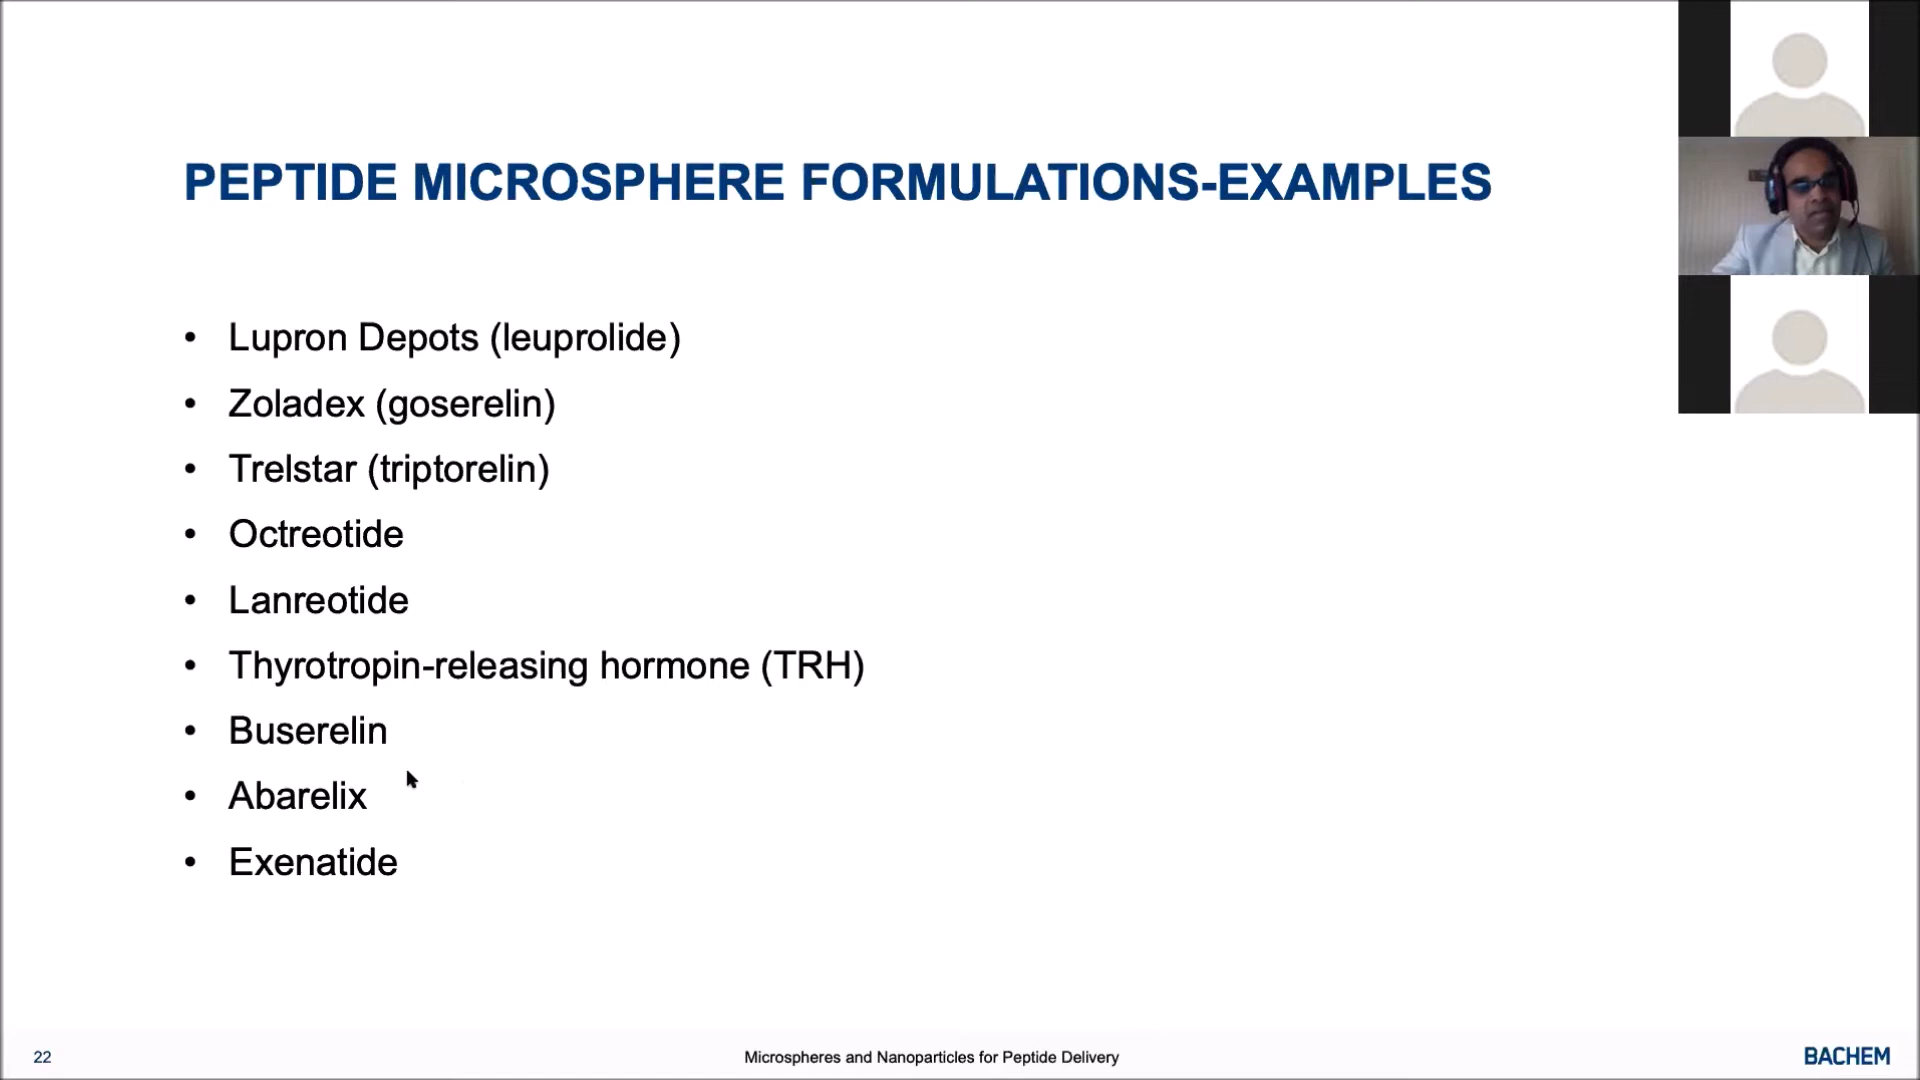 PEPTIDE MICROSPHERE FORMULATIONS-EXAMPLES
• Lupron Depots (leuprolide)
• Zoladex (goserelin)
• Trelstar (triptorelin)
• Octreotide
• Lanreotide
• Thyrotropin-releasing hormone (TRH)
• Buserelin
• Abarelix
• Exenatide
22
Microspheres and Nanoparticles for Peptide Delivery
BACHEM